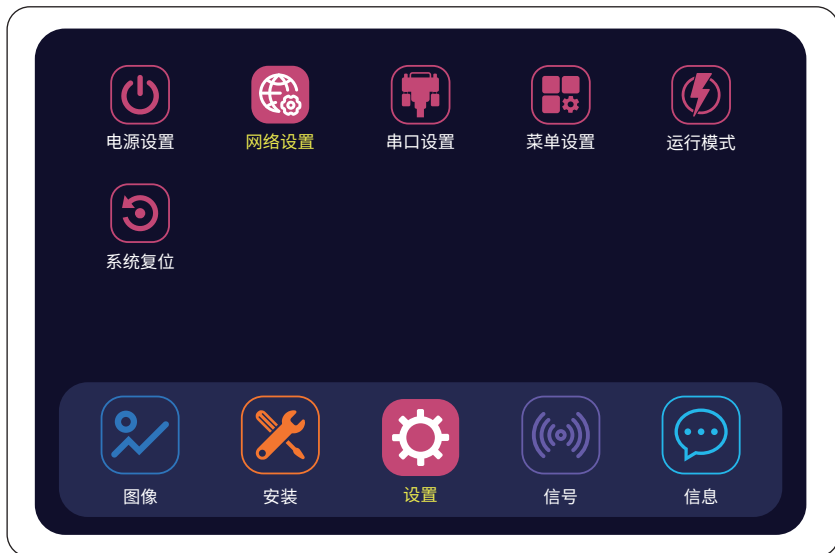 电源设置
网络设置
串口设置
菜单设置
运行模式
系统复位
图像
安装
设置
信号
信息